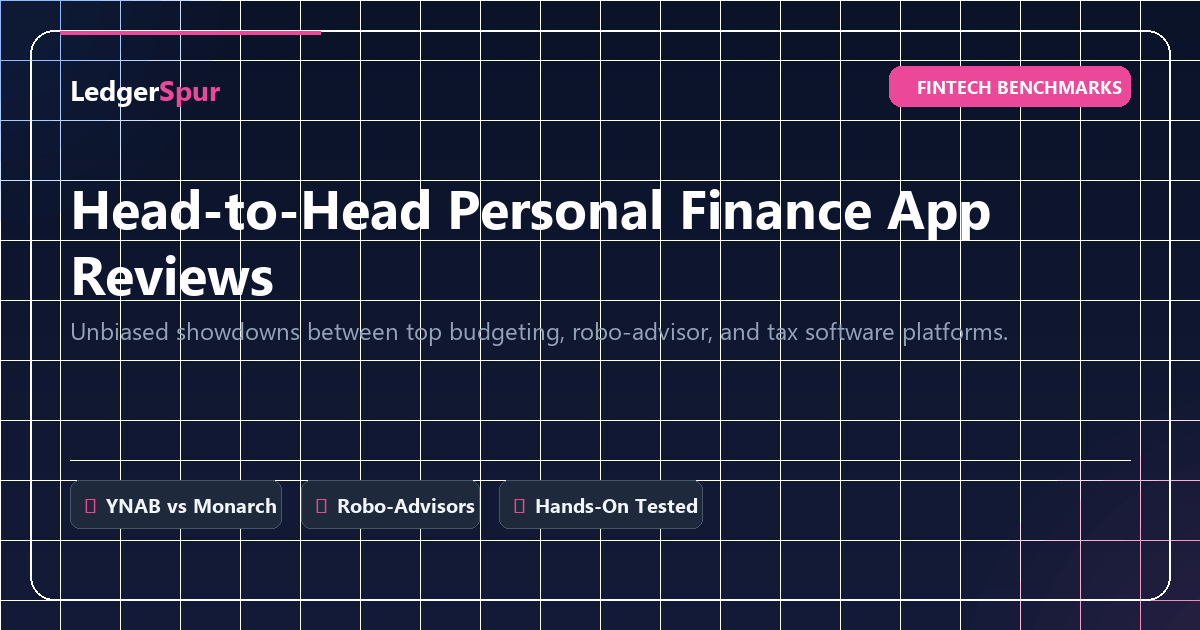 LedgerSpur
FINTECH BENCHMARKS
Head-to-Head Personal Finance App
Reviews
Unbiased showdowns between top budgeting, robo-advisor, and tax software platforms.
YNAB vs Monarch
Robo-Advisors
Hands-On Tested